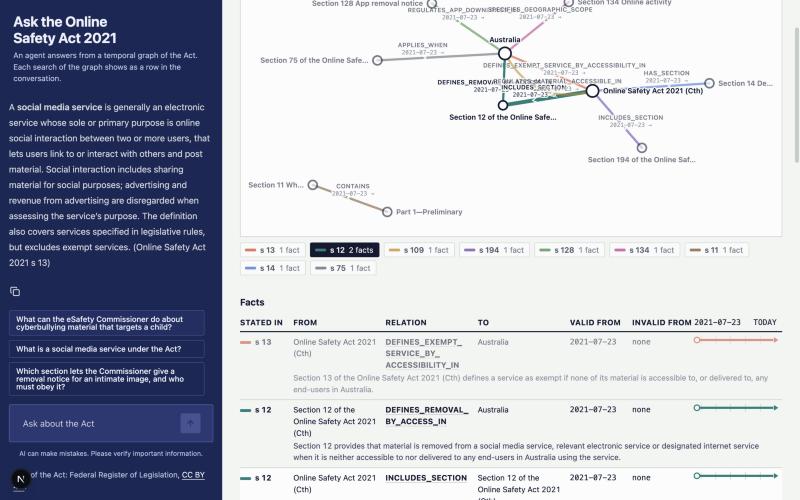 Ask the Online
Safety Act 2021
An agent answers from a temporal graph of the Act.
Each search of the graph shows as a row in the
conversation.
A social media service is generally an electronic
service whose sole or primary purpose is online
social interaction between two or more users, that
lets users link to or interact with others and post
material. Social interaction includes sharing
material for social purposes; advertising and
revenue from advertising are disregarded when
assessing the service's purpose. The definition
also covers services specified in legislative rules,
but excludes exempt services. (Online Safety Act
2021 s 13)
What can the eSafety Commissioner do about
cyberbullying material that targets a child?
What is a social media service under the Act?
Which section lets the Commissioner give a
removal notice for an intimate image, and who
must obey it?
Ask about the Act
AI can make mistakes. Please verify important information.
N
of the Act: Federal Register of Legislation, CC BY
Section 128 App removal notice
Section 134 Online activity
2021-07-23 →
2021-07-23 →
Australia
APPLIES_WHEN
2021-07-23 →
Section 75 of the Online Safe...
DEFINES_EXEMPT_SERVICE_BY_ACCESSIBILITY_IN
HAS_SECTION
2021-07-23 →
Section 14 De...
INCLUDES_SECTION
Online Safety Act 2021 (Cth)
Section 12 of the Online Safe...
INCLUDES_SECTION
2021-07-23 →
Section 194 of the Online Saf...
Section 11 Wh...
CONTAINS
2021-07-23 →
Part 1—Preliminary
s 13 1 fact
s 12 2 facts
s 109 1 fact
s 194 1 fact
s 128 1 fact
s 134 1 fact
s 11 1 fact
s 14 1 fact
s 75 1 fact
Facts
STATED IN FROM RELATION TO VALID FROM INVALID FROM 2021-07-23 TODAY
s 13 Online Safety Act 2021 DEFINES_EXEMPT_ Australia 2021-07-23 none
(Cth) SERVICE_BY_
ACCESSIBILITY_IN
Section 13 of the Online Safety Act 2021 (Cth) defines a service as exempt if none of its material is accessible to, or delivered to, any
end-users in Australia.
s 12 Section 12 of the DEFINES_REMOVAL_ Australia 2021-07-23 none
Online Safety Act 2021 BY_ACCESS_IN
(Cth)
Section 12 provides that material is removed from a social media service, relevant electronic service or designated internet service
when it is neither accessible to nor delivered to any end-users in Australia using the service.
s 12 Online Safety Act 2021 INCLUDES_SECTION Section 12 of the 2021-07-23 none
(Cth) Online Safety Act 2021